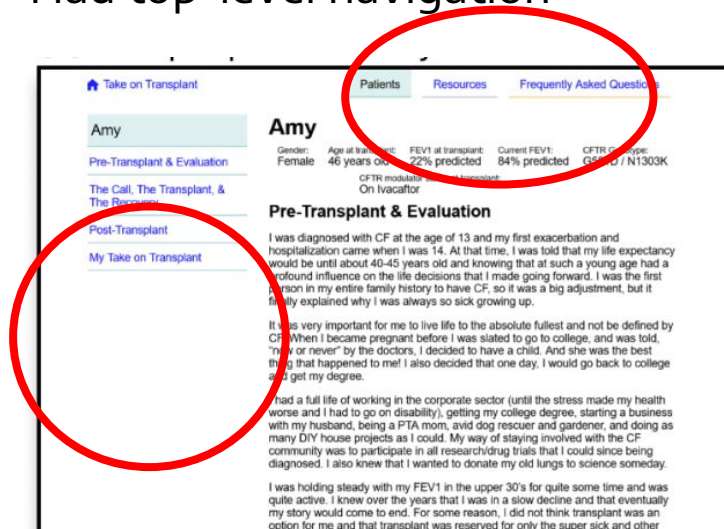 Had top-level navigation
Take on Transplant
Patients
Resources
Frequently Asked Questions
Amy
Pre-Transplant & Evaluation
The Call, The Transplant, &
The Recovery
Post-Transplant
My Take on Transplant
Amy
Gender: Age at transplant: FEV1 at transplant: Current FEV1: CFTR Genotype:
Female 46 years old 22% predicted 84% predicted G551D / N1303K
On Ivacaftor
Pre-Transplant & Evaluation
I was diagnosed with CF at the age of 13 and my first exacerbation and
hospitalization came when I was 14. At that time, I was told that my life expectancy
would be until about 40-45 years old and knowing that at such a young age had a
profound influence on the life decisions that I made going forward. I was the first
person in my entire family history to have CF, so it was a big adjustment, but it
finally explained why I was always so sick growing up.
It was very important for me to live life to the absolute fullest and not be defined by
CF. When I became pregnant before I was slated to go to college, and was told,
"now or never" by the doctors, I decided to have a child. And she was the best
thing that happened to me! I also decided that one day, I would go back to college
and get my degree.
I had a full life of working in the corporate sector (until the stress made my health
worse and I had to go on disability), getting my college degree, starting a business
with my husband, being a PTA mom, avid dog rescuer and gardener, and doing as
many DIY house projects as I could. My way of staying involved with the CF
community was to participate in all research/drug trials that I could since being
diagnosed. I also knew that I wanted to donate my old lungs to science someday.
I was holding steady with my FEV1 in the upper 30's for quite some time and was
quite active. I knew over the years that I was in a slow decline and that eventually
my story would come to end. For some reason, I did not think transplant was an
option for me and that transplant was reserved for only the super sick and other